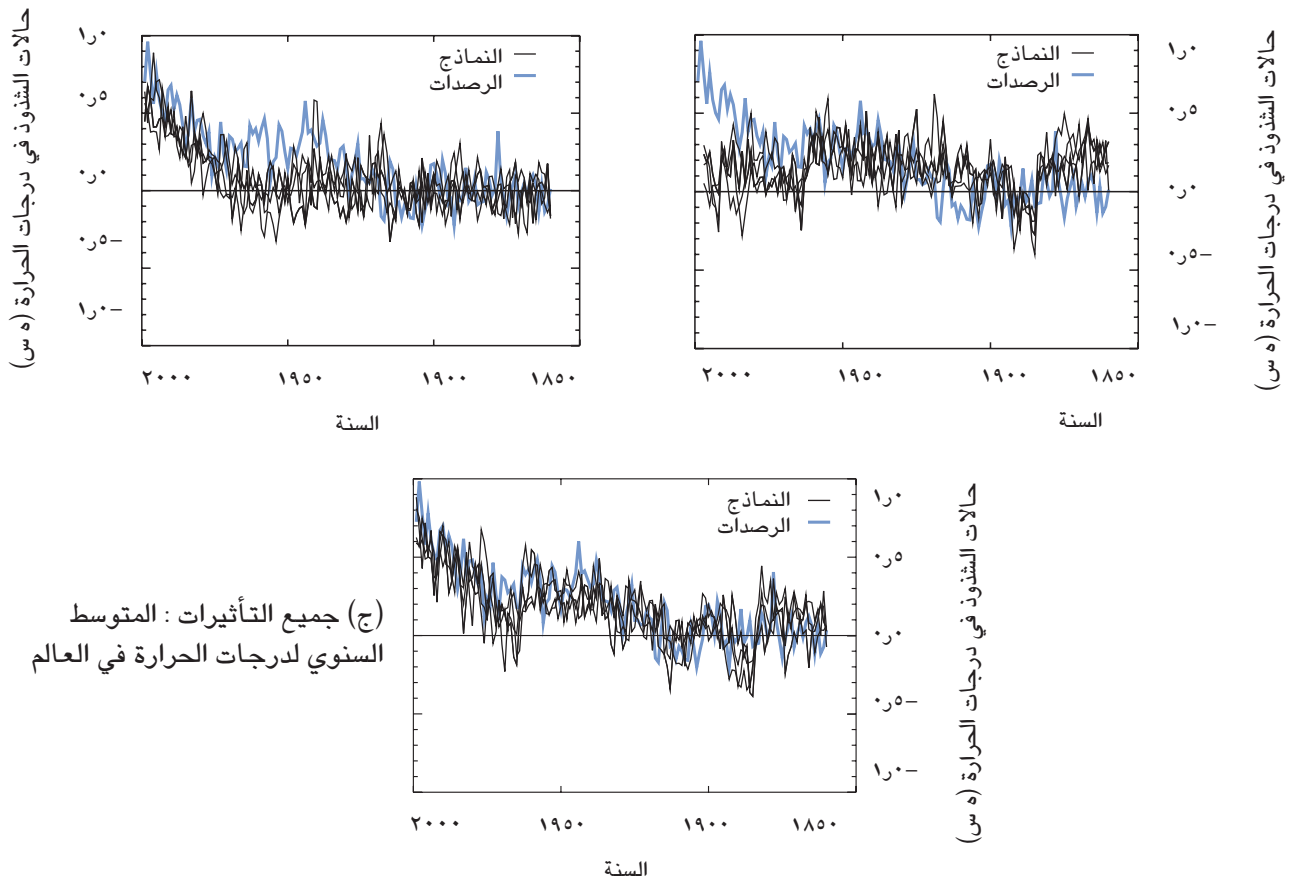 حالات الشذوذ في درجات الحرارة (ه س)
١٫٠
٠٫٥
٠٫٠
−٠٫٥
−١٫٠
النماذج
الرصدات
١٨٥٠ ١٩٠٠ ١٩٥٠ ٢٠٠٠
السنة
حالات الشذوذ في درجات الحرارة (ه س)
١٫٠
٠٫٥
٠٫٠
−٠٫٥
−١٫٠
النماذج
الرصدات
١٨٥٠ ١٩٠٠ ١٩٥٠ ٢٠٠٠
السنة
حالات الشذوذ في درجات الحرارة (ه س)
١٫٠
٠٫٥
٠٫٠
−٠٫٥
−١٫٠
النماذج
الرصدات
١٨٥٠ ١٩٠٠ ١٩٥٠ ٢٠٠٠
السنة
(ج) جميع التأثيرات : المتوسط
السنوي لدرجات الحرارة في العالم